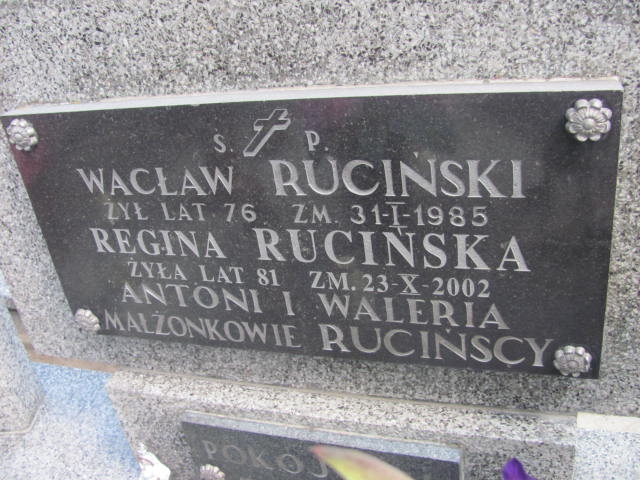 Ś. P.
WACŁAW RUCIŃSKI
ŻYŁ LAT 76 ZM. 31-I-1985
REGINA RUCIŃSKA
ŻYŁA LAT 81 ZM. 23-X-2002
ANTONI I WALERIA
MAŁŻONKOWIE RUCIŃSCY
POKÓJ